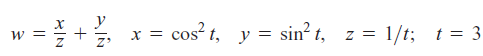 w = x/z + y/z, x = cos² t, y = sin² t, z = 1/t; t = 3